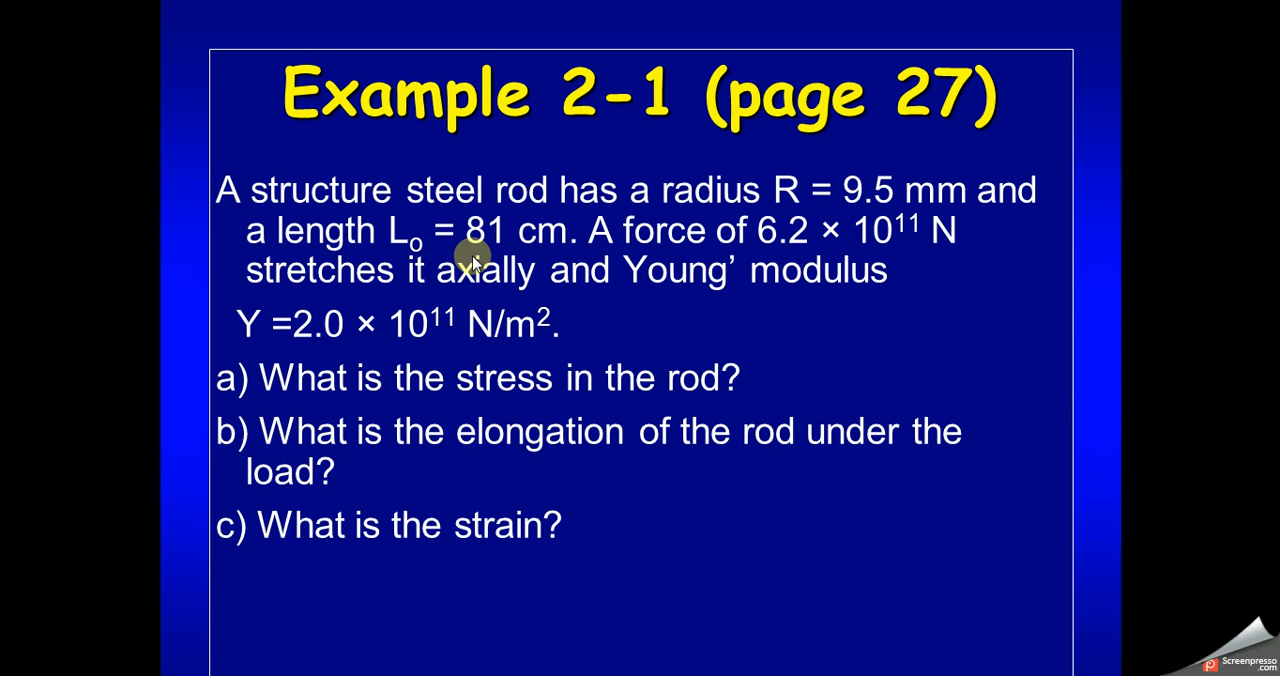 Example 2-1 (page 27)
A structure steel rod has a radius R = 9.5 mm and
a length Lₒ = 81 cm. A force of 6.2 × 10¹¹ N
stretches it axially and Young’ modulus
Y =2.0 × 10¹¹ N/m².
a) What is the stress in the rod?
b) What is the elongation of the rod under the
load?
c) What is the strain?
Screenpresso
.com